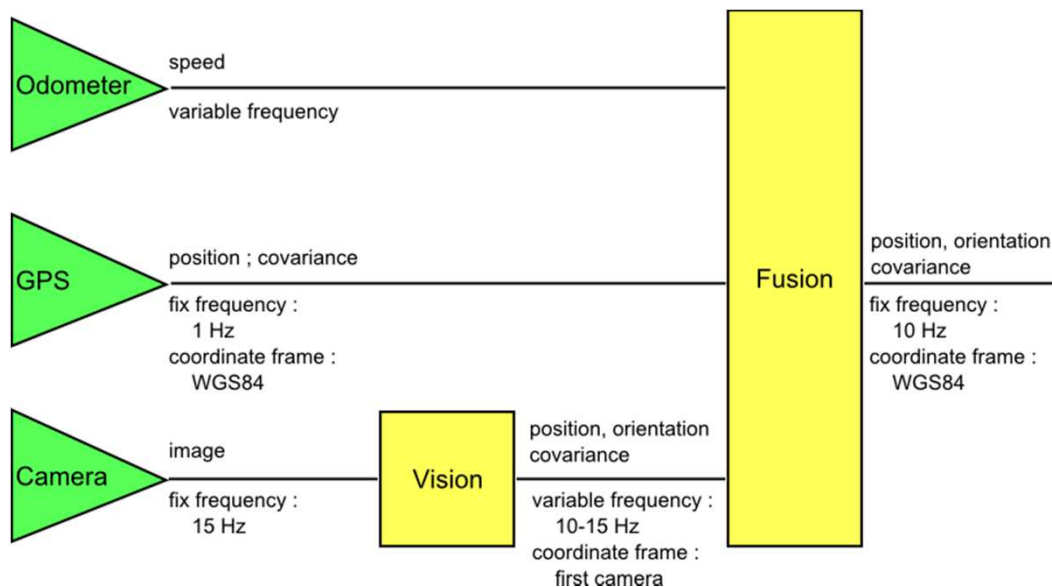 Odometer
speed
variable frequency
GPS
position ; covariance
fix frequency :
1 Hz
coordinate frame :
WGS84
Camera
image
fix frequency :
15 Hz
Vision
position, orientation
covariance
variable frequency :
10-15 Hz
coordinate frame :
first camera
Fusion
position, orientation
covariance
fix frequency :
10 Hz
coordinate frame :
WGS84